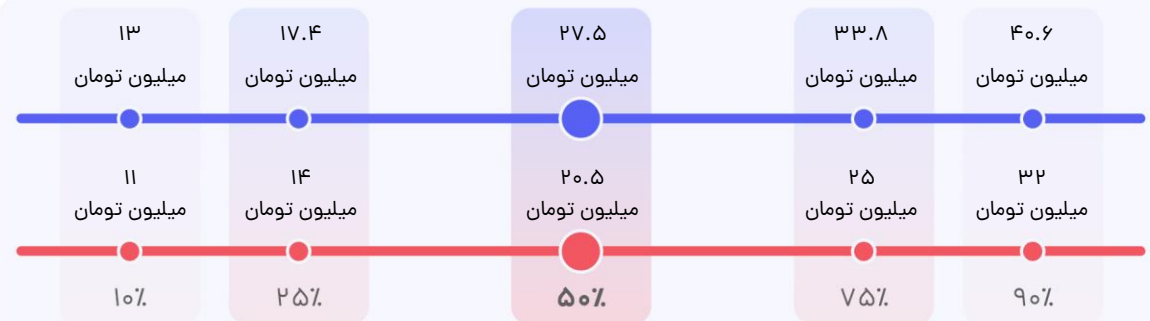 ۱۳ ۱۷.۴ ۲۷.۵ ۳۳.۸ ۴۰.۶
میلیون تومان میلیون تومان میلیون تومان میلیون تومان میلیون تومان
۱۱ ۱۴ ۲۰.۵ ۲۵ ۳۲
میلیون تومان میلیون تومان میلیون تومان میلیون تومان میلیون تومان
۱۰٪ ۲۵٪ ۵۰٪ ۷۵٪ ۹۰٪